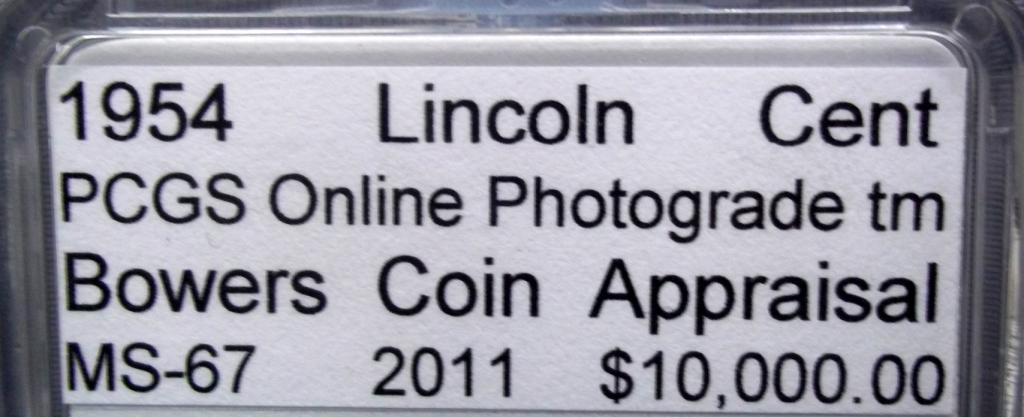 1954 Lincoln Cent
PCGS Online Photograde tm
Bowers Coin Appraisal
MS-67 2011 $10,000.00